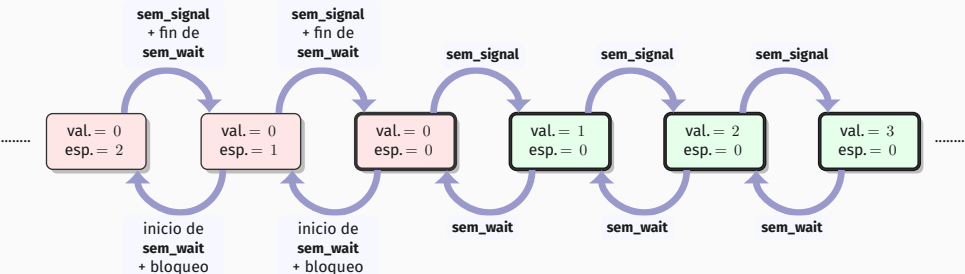 sem_signal
+ fin de
sem_wait
sem_signal
+ fin de
sem_wait
sem_signal
sem_signal
sem_signal
........
val. = 0
esp. = 2
val. = 0
esp. = 1
val. = 0
esp. = 0
val. = 1
esp. = 0
val. = 2
esp. = 0
val. = 3
esp. = 0
........
inicio de
sem_wait
+ bloqueo
inicio de
sem_wait
+ bloqueo
sem_wait
sem_wait
sem_wait